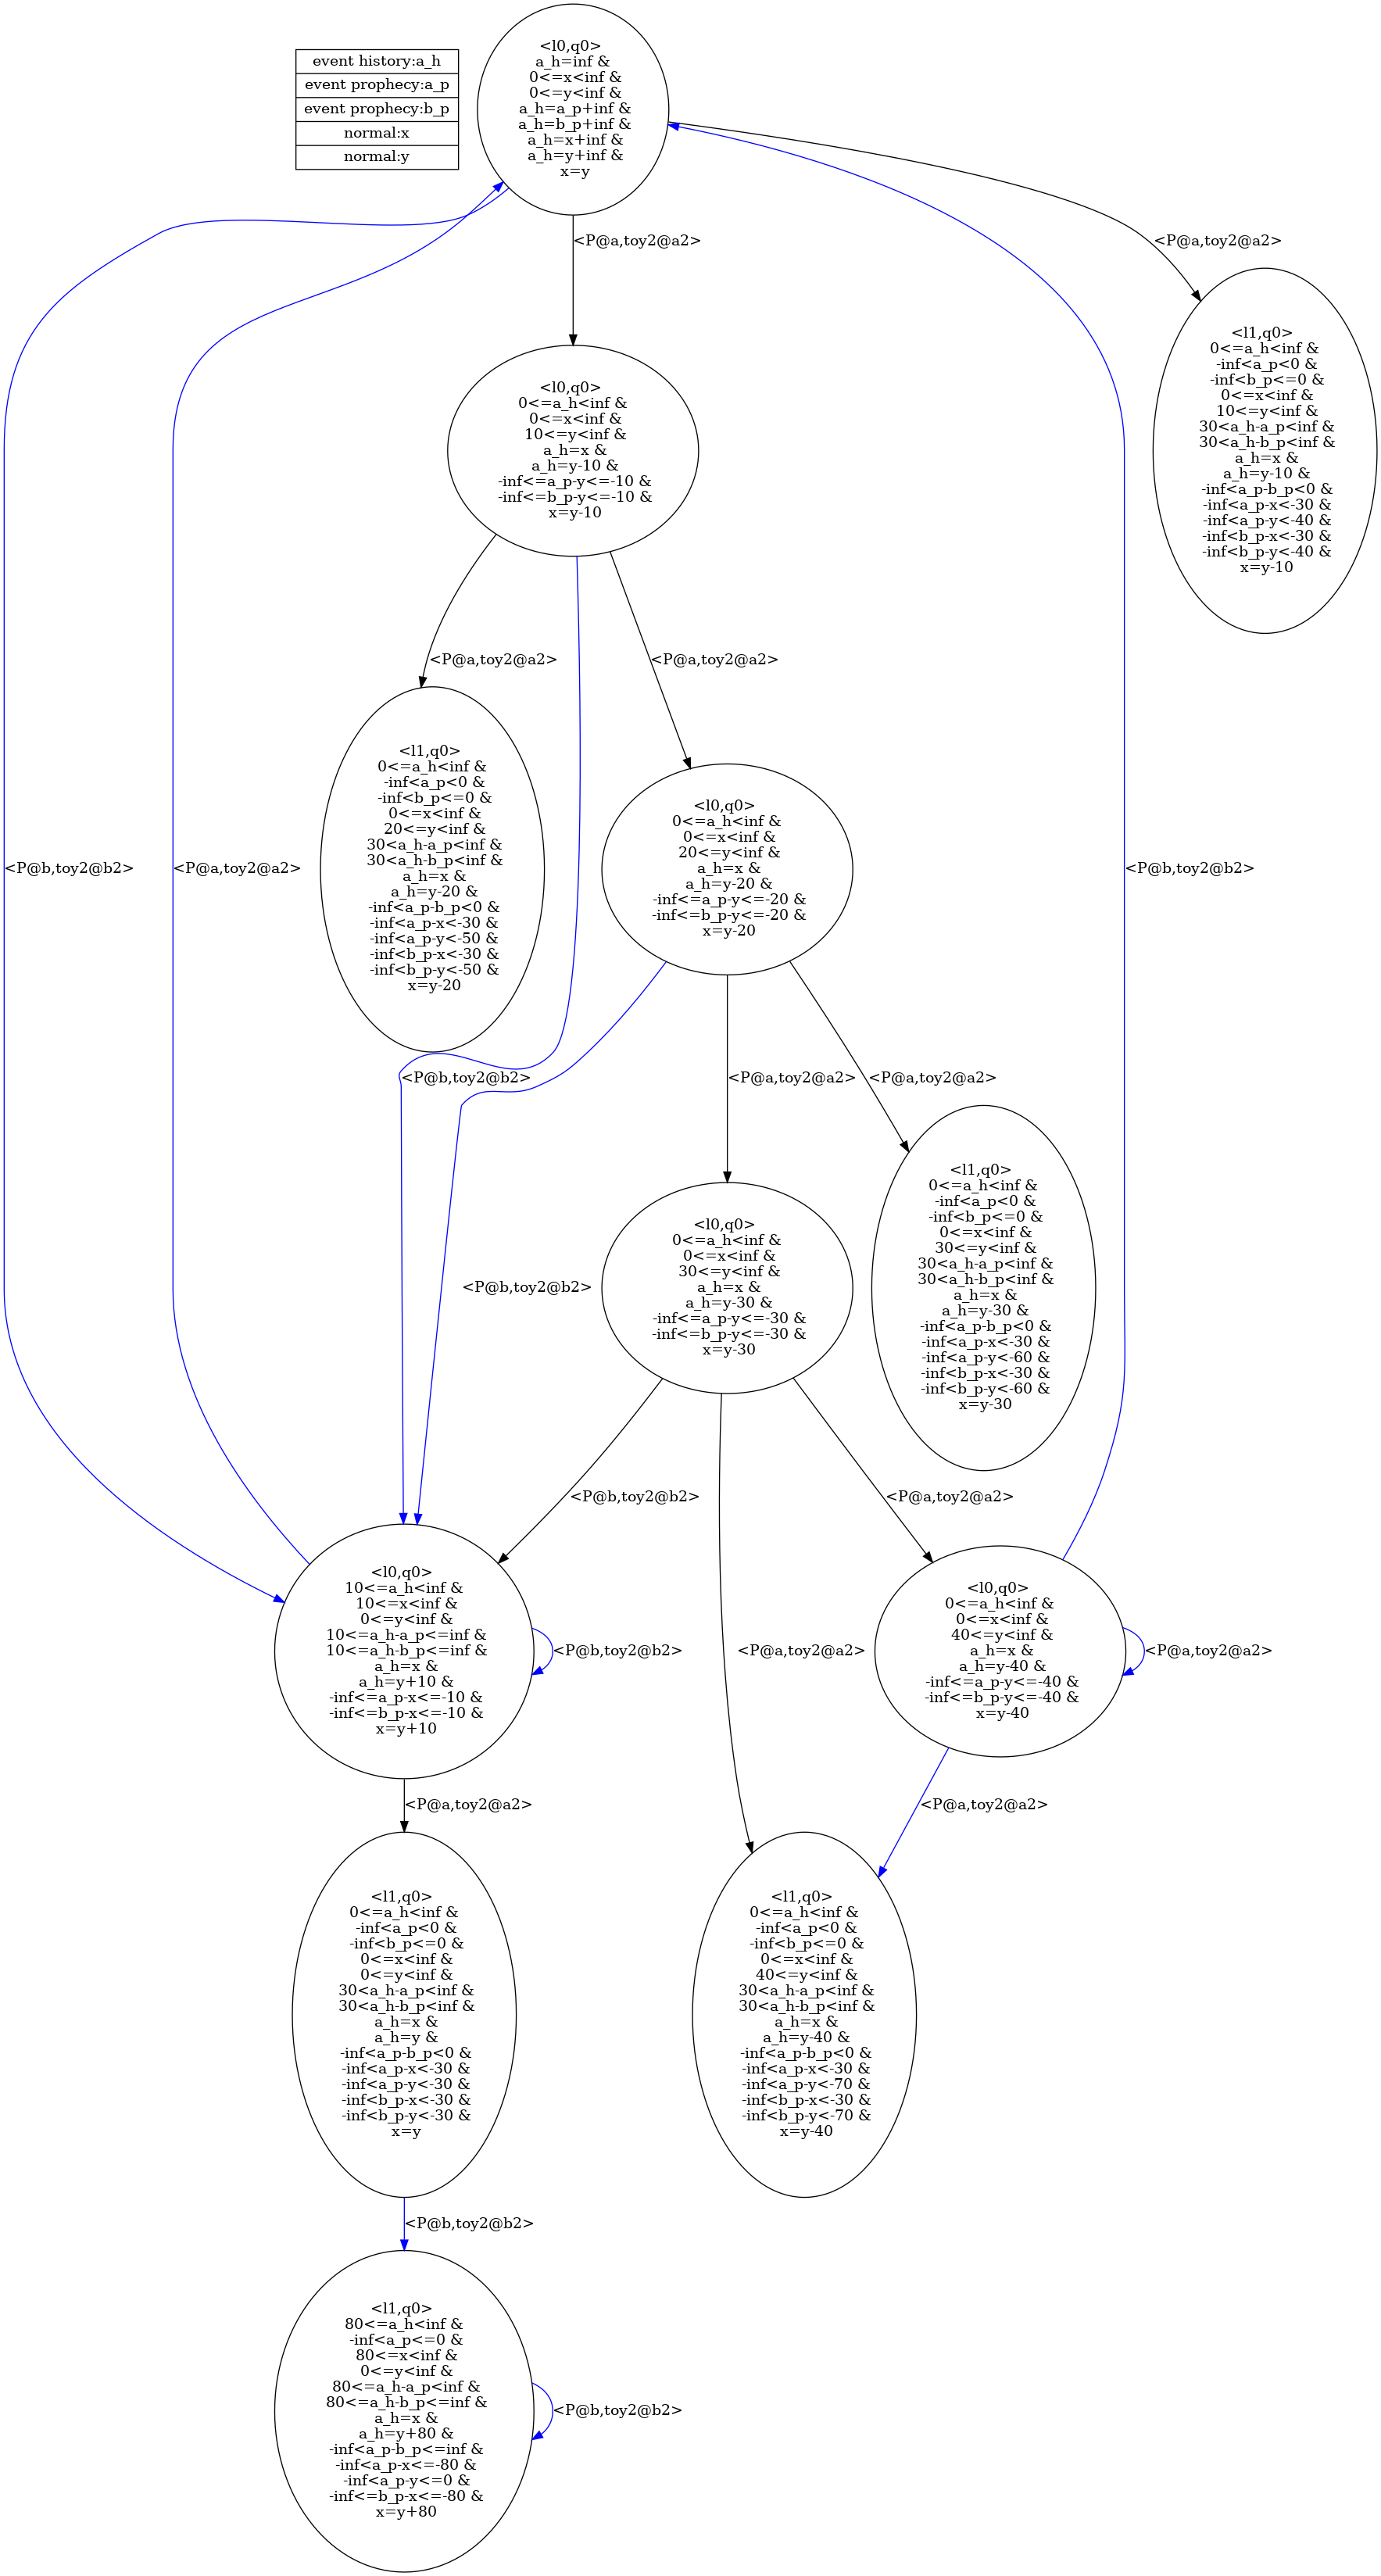 event history:a_h
event prophecy:a_p
event prophecy:b_p
normal:x
normal:y
<l0,q0>
a_h=inf &
0<=x<inf &
0<=y<inf &
a_h=a_p+inf &
a_h=b_p+inf &
a_h=x+inf &
a_h=y+inf &
x=y
<P@a,toy2@a2>
<P@a,toy2@a2>
<l1,q0>
0<=a_h<inf &
-inf<a_p<0 &
-inf<b_p<=0 &
0<=x<inf &
10<=y<inf &
30<a_h-a_p<inf &
30<a_h-b_p<inf &
a_h=x &
a_h=y-10 &
-inf<a_p-b_p<0 &
-inf<a_p-x<-30 &
-inf<a_p-y<-40 &
-inf<b_p-x<-30 &
-inf<b_p-y<-40 &
x=y-10
<l0,q0>
0<=a_h<inf &
0<=x<inf &
10<=y<inf &
a_h=x &
a_h=y-10 &
-inf<=a_p-y<=-10 &
-inf<=b_p-y<=-10 &
x=y-10
<P@a,toy2@a2>
<P@a,toy2@a2>
<l1,q0>
0<=a_h<inf &
-inf<a_p<0 &
-inf<b_p<=0 &
0<=x<inf &
20<=y<inf &
30<a_h-a_p<inf &
30<a_h-b_p<inf &
a_h=x &
a_h=y-20 &
-inf<a_p-b_p<0 &
-inf<a_p-x<-30 &
-inf<a_p-y<-50 &
-inf<b_p-x<-30 &
-inf<b_p-y<-50 &
x=y-20
<l0,q0>
0<=a_h<inf &
0<=x<inf &
20<=y<inf &
a_h=x &
a_h=y-20 &
-inf<=a_p-y<=-20 &
-inf<=b_p-y<=-20 &
x=y-20
<P@b,toy2@b2>
<P@a,toy2@a2>
<P@b,toy2@b2>
<P@b,toy2@b2>
<P@a,toy2@a2>
<P@a,toy2@a2>
<l1,q0>
0<=a_h<inf &
-inf<a_p<0 &
-inf<b_p<=0 &
0<=x<inf &
30<=y<inf &
30<a_h-a_p<inf &
30<a_h-b_p<inf &
a_h=x &
a_h=y-30 &
-inf<a_p-b_p<0 &
-inf<a_p-x<-30 &
-inf<a_p-y<-60 &
-inf<b_p-x<-30 &
-inf<b_p-y<-60 &
x=y-30
<P@b,toy2@b2>
<l0,q0>
0<=a_h<inf &
0<=x<inf &
30<=y<inf &
a_h=x &
a_h=y-30 &
-inf<=a_p-y<=-30 &
-inf<=b_p-y<=-30 &
x=y-30
<P@b,toy2@b2>
<P@a,toy2@a2>
<l0,q0>
10<=a_h<inf &
10<=x<inf &
0<=y<inf &
10<=a_h-a_p<=inf &
10<=a_h-b_p<=inf &
a_h=x &
a_h=y+10 &
-inf<=a_p-x<=-10 &
-inf<=b_p-x<=-10 &
x=y+10
<P@b,toy2@b2>
<P@a,toy2@a2>
<l0,q0>
0<=a_h<inf &
0<=x<inf &
40<=y<inf &
a_h=x &
a_h=y-40 &
-inf<=a_p-y<=-40 &
-inf<=b_p-y<=-40 &
x=y-40
<P@a,toy2@a2>
<P@a,toy2@a2>
<P@a,toy2@a2>
<l1,q0>
0<=a_h<inf &
-inf<a_p<0 &
-inf<b_p<=0 &
0<=x<inf &
0<=y<inf &
30<a_h-a_p<inf &
30<a_h-b_p<inf &
a_h=x &
a_h=y &
-inf<a_p-b_p<0 &
-inf<a_p-x<-30 &
-inf<a_p-y<-30 &
-inf<b_p-x<-30 &
-inf<b_p-y<-30 &
x=y
<l1,q0>
0<=a_h<inf &
-inf<a_p<0 &
-inf<b_p<=0 &
0<=x<inf &
40<=y<inf &
30<a_h-a_p<inf &
30<a_h-b_p<inf &
a_h=x &
a_h=y-40 &
-inf<a_p-b_p<0 &
-inf<a_p-x<-30 &
-inf<a_p-y<-70 &
-inf<b_p-x<-30 &
-inf<b_p-y<-70 &
x=y-40
<P@b,toy2@b2>
<l1,q0>
80<=a_h<inf &
-inf<a_p<=0 &
80<=x<inf &
0<=y<inf &
80<=a_h-a_p<inf &
80<=a_h-b_p<=inf &
a_h=x &
a_h=y+80 &
-inf<a_p-b_p<=inf &
-inf<a_p-x<=-80 &
-inf<a_p-y<=0 &
-inf<=b_p-x<=-80 &
x=y+80
<P@b,toy2@b2>